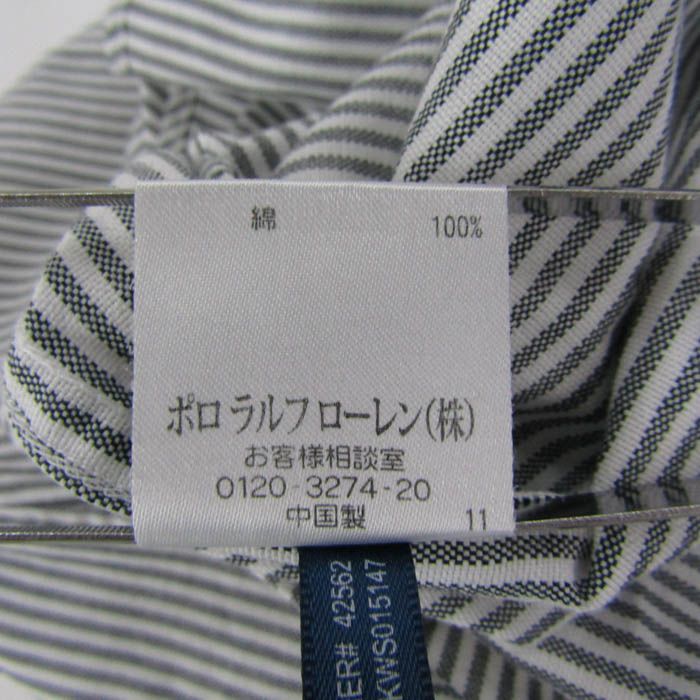 綿 100%
ポロ ラルフ ローレン(株)
お客様相談室
0120-3274-20
中国製 11
ER# 42562
KWS015147